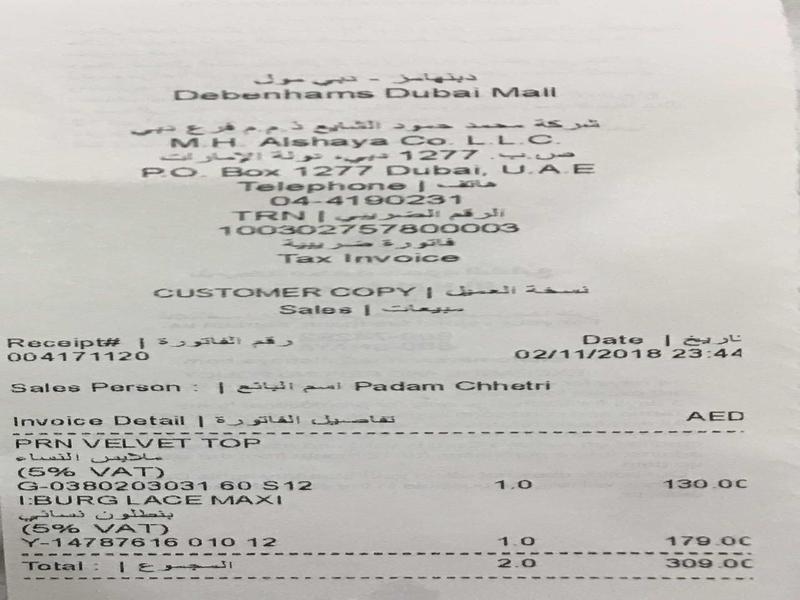 دبنهامز - دبي مول
Debenhams Dubai Mall
شركة محمد حمود الشايع ذ.م.م فرع دبي
M.H. Alshaya Co. L.L.C.
ص.ب. 1277 دبي، دولة الإمارات
P.O. Box 1277 Dubai, U.A.E
Telephone | هاتف
04-4190231
TRN | الرقم الضريبي
100302757800003
فاتورة ضريبية
Tax Invoice
CUSTOMER COPY | نسخة العميل
Sales | مبيعات
Receipt# | رقم الفاتورة Date | تاريخ
004171120 02/11/2018 23:44
Sales Person : | اسم البائع Padam Chhetri
Invoice Detail | تفاصيل الفاتورة AED
PRN VELVET TOP
ملابس النساء
(5% VAT)
G-0380203031 60 S12 1.0 130.00
I:BURG LACE MAXI
بنطلون نسائي
(5% VAT)
Y-14787616 010 12 1.0 179.00
Total : | المجموع 2.0 309.00